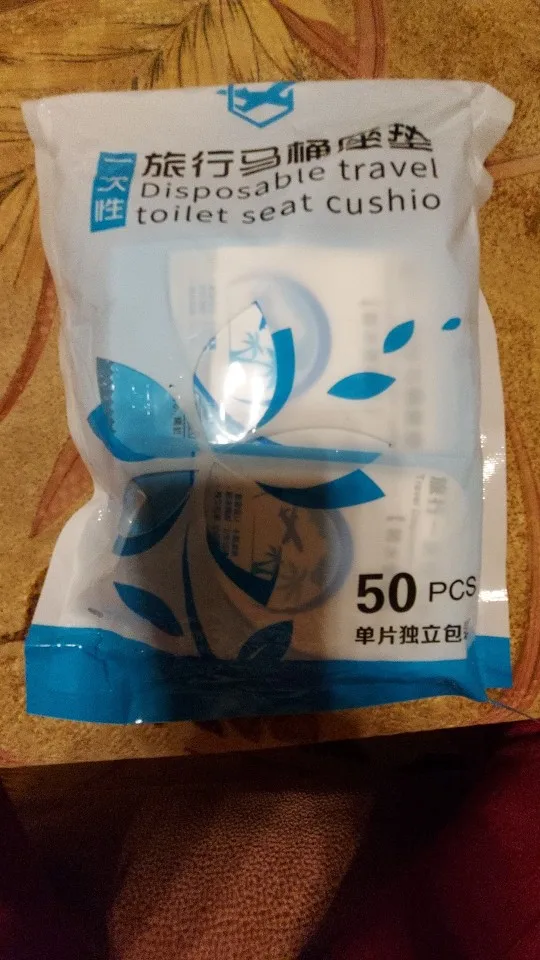 一次性
旅行马桶座垫
Disposable travel
toilet seat cushio
50 PCS
单片独立包